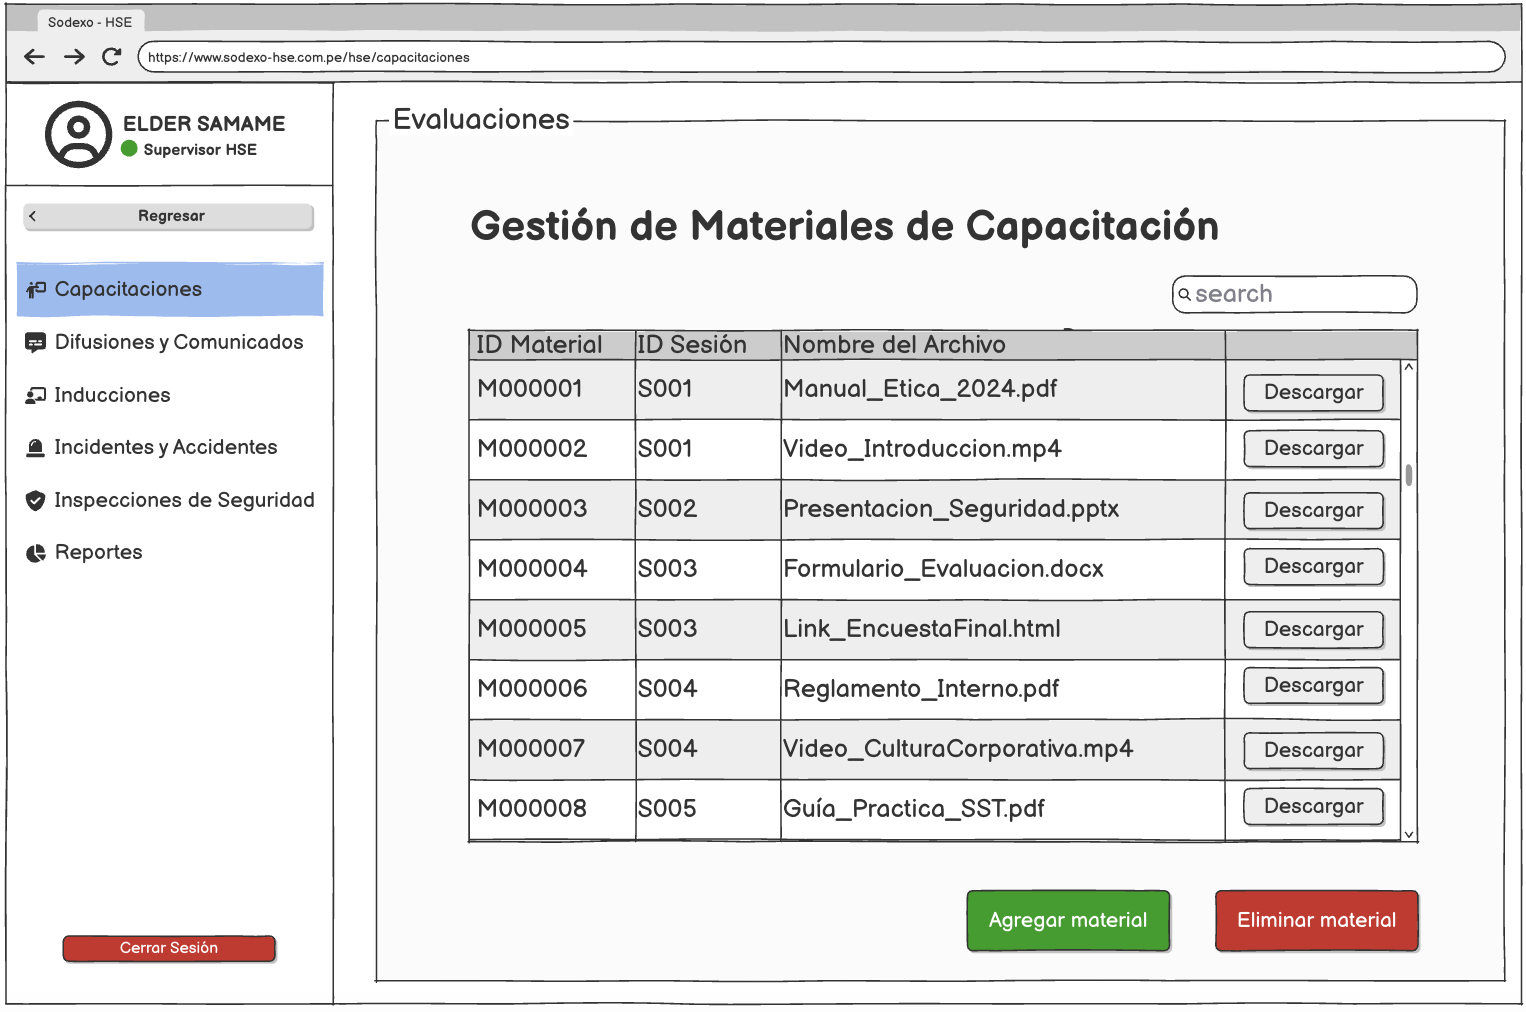 Sodexo - HSE
https://www.sodexo-hse.com.pe/hse/capacitaciones
ELDER SAMAME
Supervisor HSE
Regresar
Capacitaciones
Difusiones y Comunicados
Inducciones
Incidentes y Accidentes
Inspecciones de Seguridad
Reportes
Cerrar Sesión
Evaluaciones
Gestión de Materiales de Capacitación
search
ID Material ID Sesión Nombre del Archivo
M000001 S001 Manual_Etica_2024.pdf Descargar
M000002 S001 Video_Introduccion.mp4 Descargar
M000003 S002 Presentacion_Seguridad.pptx Descargar
M000004 S003 Formulario_Evaluacion.docx Descargar
M000005 S003 Link_EncuestaFinal.html Descargar
M000006 S004 Reglamento_Interno.pdf Descargar
M000007 S004 Video_CulturaCorporativa.mp4 Descargar
M000008 S005 Guía_Practica_SST.pdf Descargar
Agregar material Eliminar material